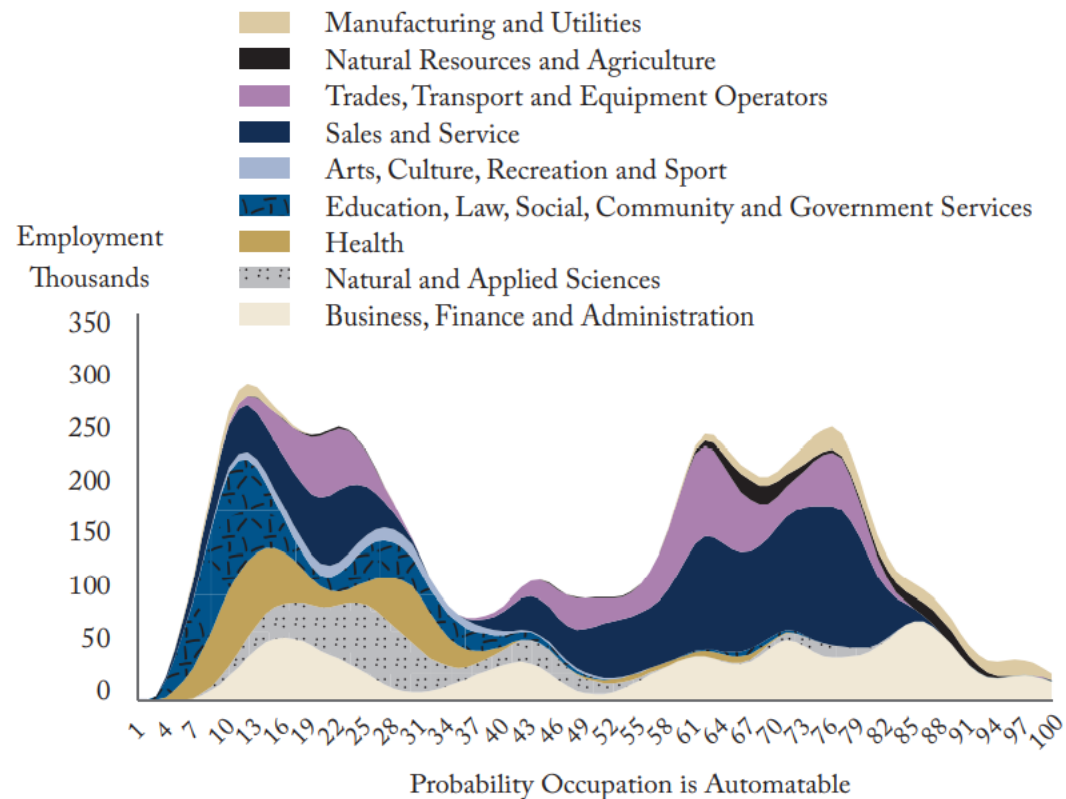 Manufacturing and Utilities
Natural Resources and Agriculture
Trades, Transport and Equipment Operators
Sales and Service
Arts, Culture, Recreation and Sport
Education, Law, Social, Community and Government Services
Health
Natural and Applied Sciences
Business, Finance and Administration
Employment
Thousands
350
300
250
200
150
100
50
0
1 4 7 10 13 16 19 22 25 28 31 34 37 40 43 46 49 52 55 58 61 64 67 70 73 76 79 82 85 88 91 94 97 100
Probability Occupation is Automatable